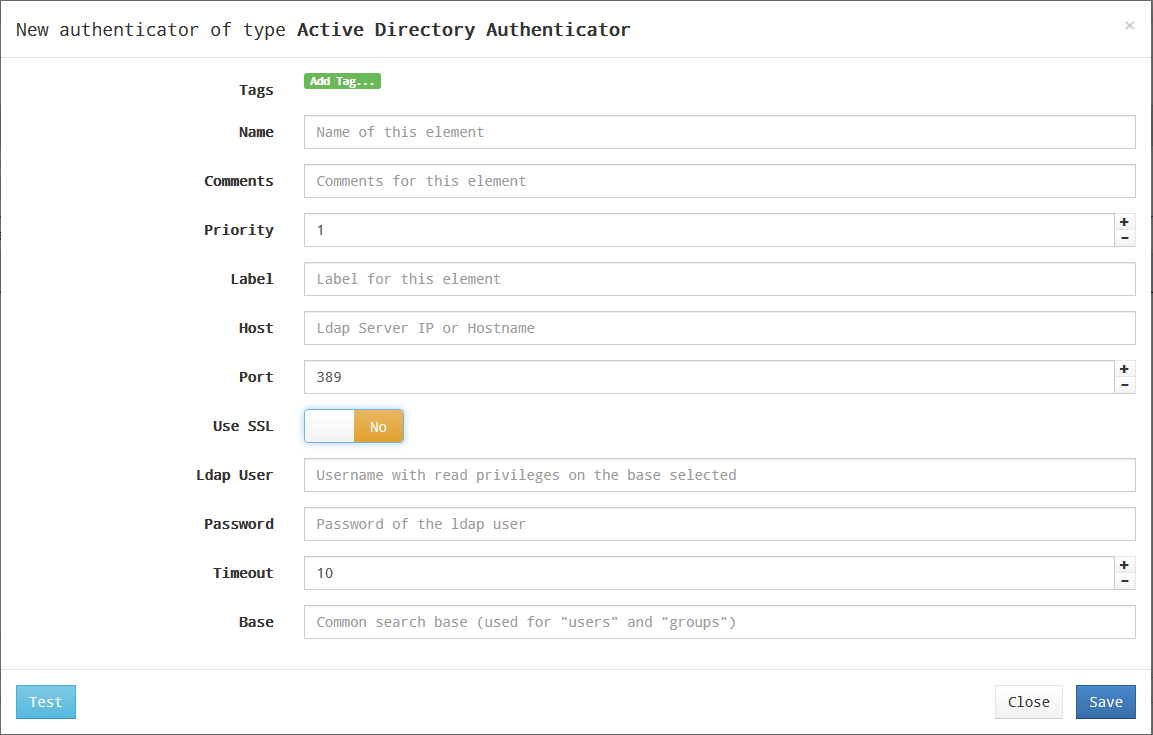 New authenticator of type Active Directory Authenticator ×
Tags Add Tag...
Name Name of this element
Comments Comments for this element
Priority 1 + −
Label Label for this element
Host Ldap Server IP or Hostname
Port 389 + −
Use SSL No
Ldap User Username with read privileges on the base selected
Password Password of the ldap user
Timeout 10 + −
Base Common search base (used for "users" and "groups")
Test Close Save